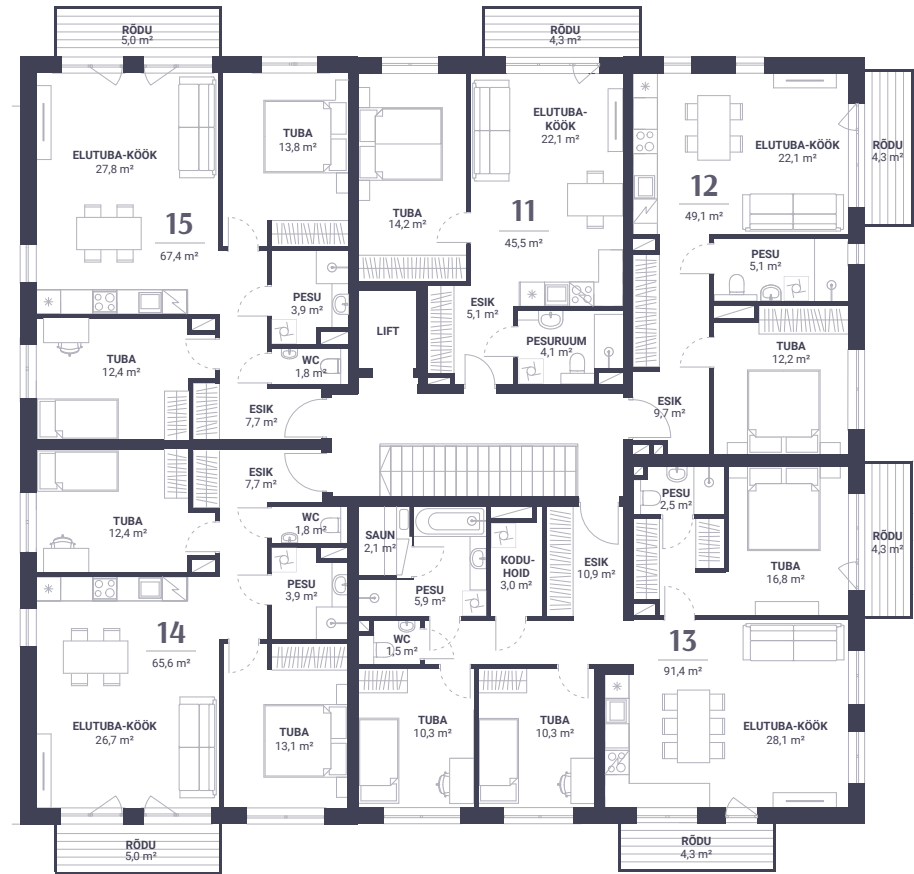 RÕDU
5,0 m²
RÕDU
4,3 m²
ELUTUBA-KÖÖK
27,8 m²
TUBA
13,8 m²
15
67,4 m²
PESU
3,9 m²
WC
1,8 m²
TUBA
12,4 m²
ESIK
7,7 m²
TUBA
14,2 m²
ELUTUBA-
KÖÖK
22,1 m²
11
45,5 m²
LIFT
ESIK
5,1 m²
PESURUUM
4,1 m²
ELUTUBA-KÖÖK
22,1 m²
RÕDU
4,3 m²
12
49,1 m²
PESU
5,1 m²
TUBA
12,2 m²
ESIK
9,7 m²
ESIK
7,7 m²
TUBA
12,4 m²
WC
1,8 m²
PESU
3,9 m²
14
65,6 m²
ELUTUBA-KÖÖK
26,7 m²
TUBA
13,1 m²
RÕDU
5,0 m²
SAUN
2,1 m²
PESU
5,9 m²
KODU-
HOID
3,0 m²
ESIK
10,9 m²
WC
1,5 m²
TUBA
10,3 m²
TUBA
10,3 m²
PESU
2,5 m²
TUBA
16,8 m²
RÕDU
4,3 m²
13
91,4 m²
ELUTUBA-KÖÖK
28,1 m²
RÕDU
4,3 m²